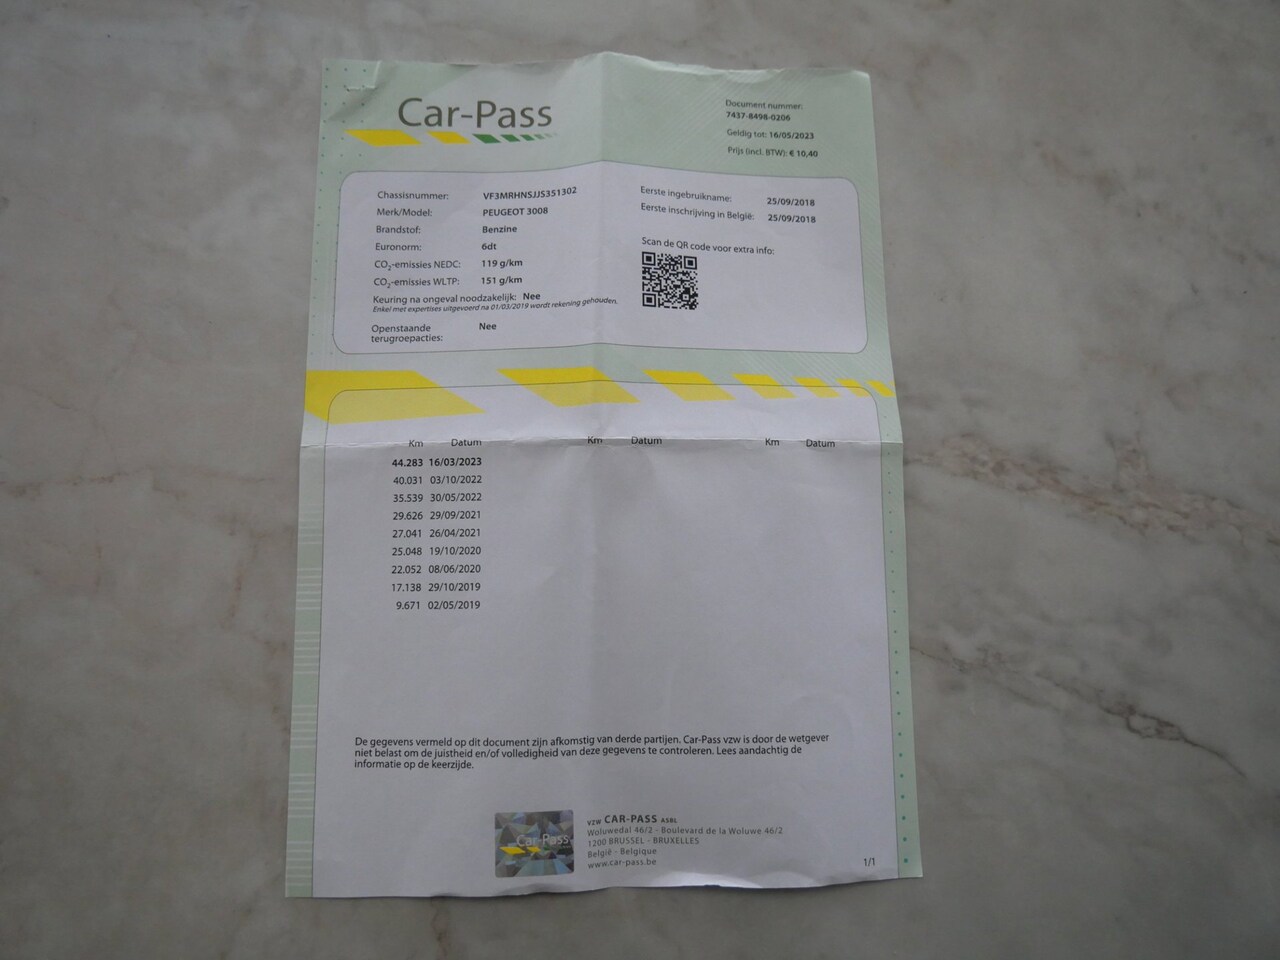 Car-Pass
Document nummer:
7437-8498-0206
Geldig tot: 16/05/2023
Prijs (incl. BTW): € 10,40
Chassisnummer: VF3MRHNSJJS351302
Merk/Model: PEUGEOT 3008
Brandstof: Benzine
Euronorm: 6dt
CO2-emissies NEDC: 119 g/km
CO2-emissies WLTP: 151 g/km
Keuring na ongeval noodzakelijk: Nee
Enkel met expertises uitgevoerd na 01/03/2019 wordt rekening gehouden.
Openstaande Nee
terugroepacties:
Eerste ingebruikname: 25/09/2018
Eerste inschrijving in België: 25/09/2018
Scan de QR code voor extra info:
Km Datum Km Datum Km Datum
44.283 16/03/2023
40.031 03/10/2022
35.539 30/05/2022
29.626 29/09/2021
27.041 26/04/2021
25.048 19/10/2020
22.052 08/06/2020
17.138 29/10/2019
9.671 02/05/2019
De gegevens vermeld op dit document zijn afkomstig van derde partijen. Car-Pass vzw is door de wetgever
niet belast om de juistheid en/of volledigheid van deze gegevens te controleren. Lees aandachtig de
informatie op de keerzijde.
Car-Pass
vzw CAR-PASS ASBL
Woluwedal 46/2 - Boulevard de la Woluwe 46/2
1200 BRUSSEL - BRUXELLES
België - Belgique
www.car-pass.be
1/1